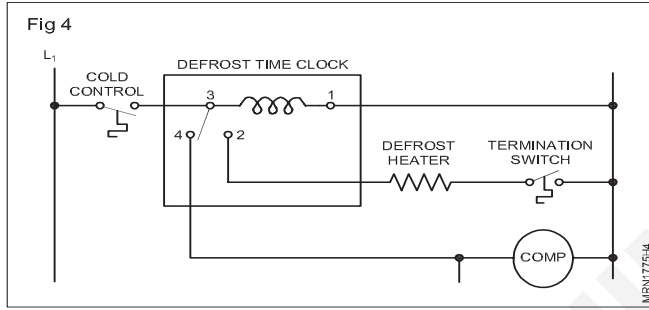 Fig 4
L1
DEFROST TIME CLOCK
COLD
CONTROL
3
1
4
2
DEFROST
HEATER
TERMINATION
SWITCH
COMP
MRN1775H4